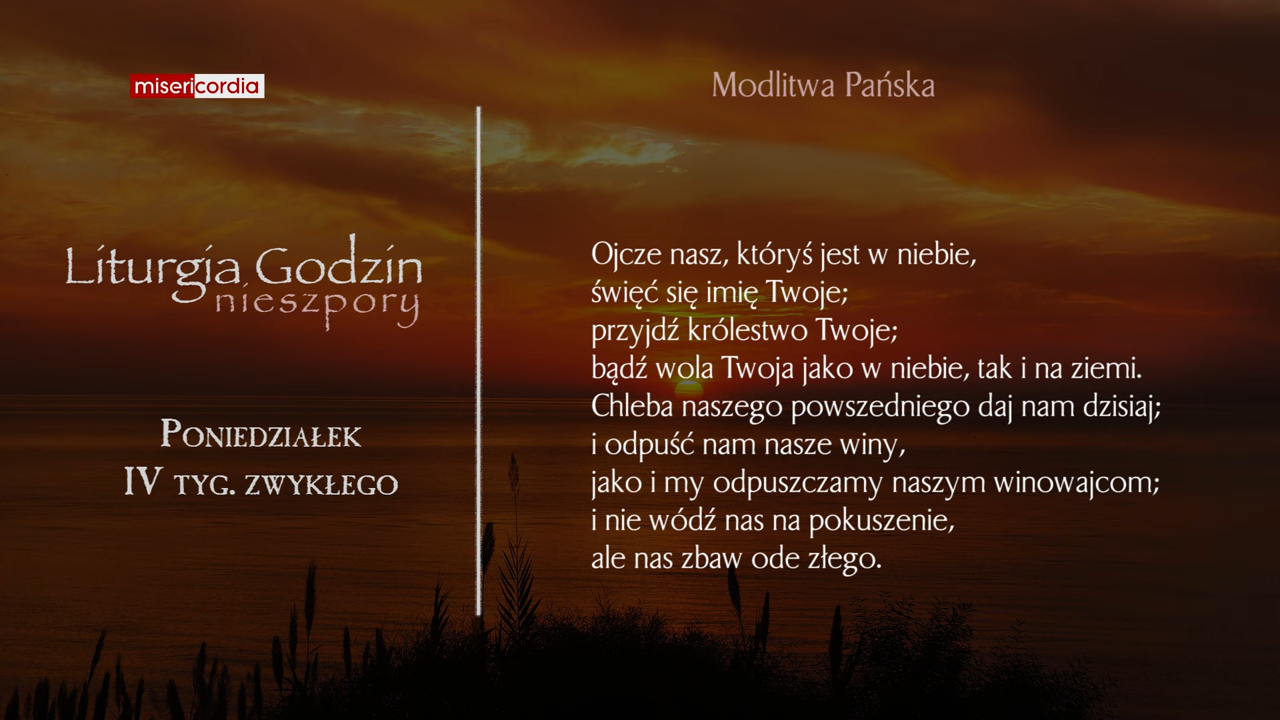 misericordia
Liturgia Godzin
nieszpory
Poniedziałek
IV tyg. zwykłego
Modlitwa Pańska
Ojcze nasz, któryś jest w niebie,
święć się imię Twoje;
przyjdź królestwo Twoje;
bądź wola Twoja jako w niebie, tak i na ziemi.
Chleba naszego powszedniego daj nam dzisiaj;
i odpuść nam nasze winy,
jako i my odpuszczamy naszym winowajcom;
i nie wódź nas na pokuszenie,
ale nas zbaw ode złego.